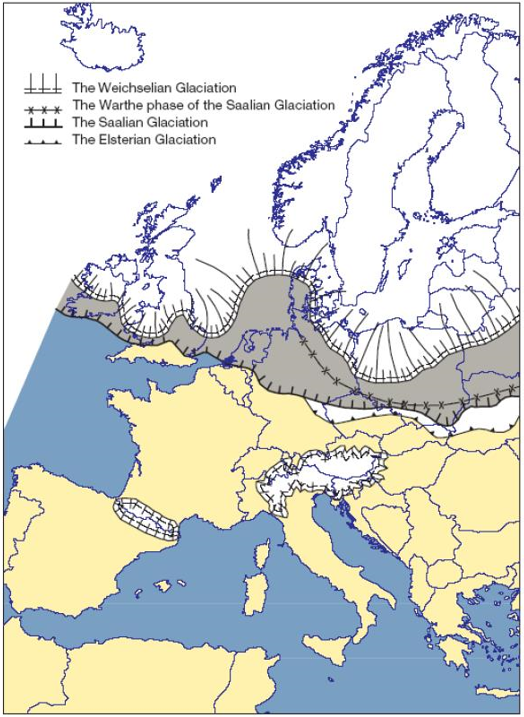 The Weichselian Glaciation
The Warthe phase of the Saalian Glaciation
The Saalian Glaciation
The Elsterian Glaciation